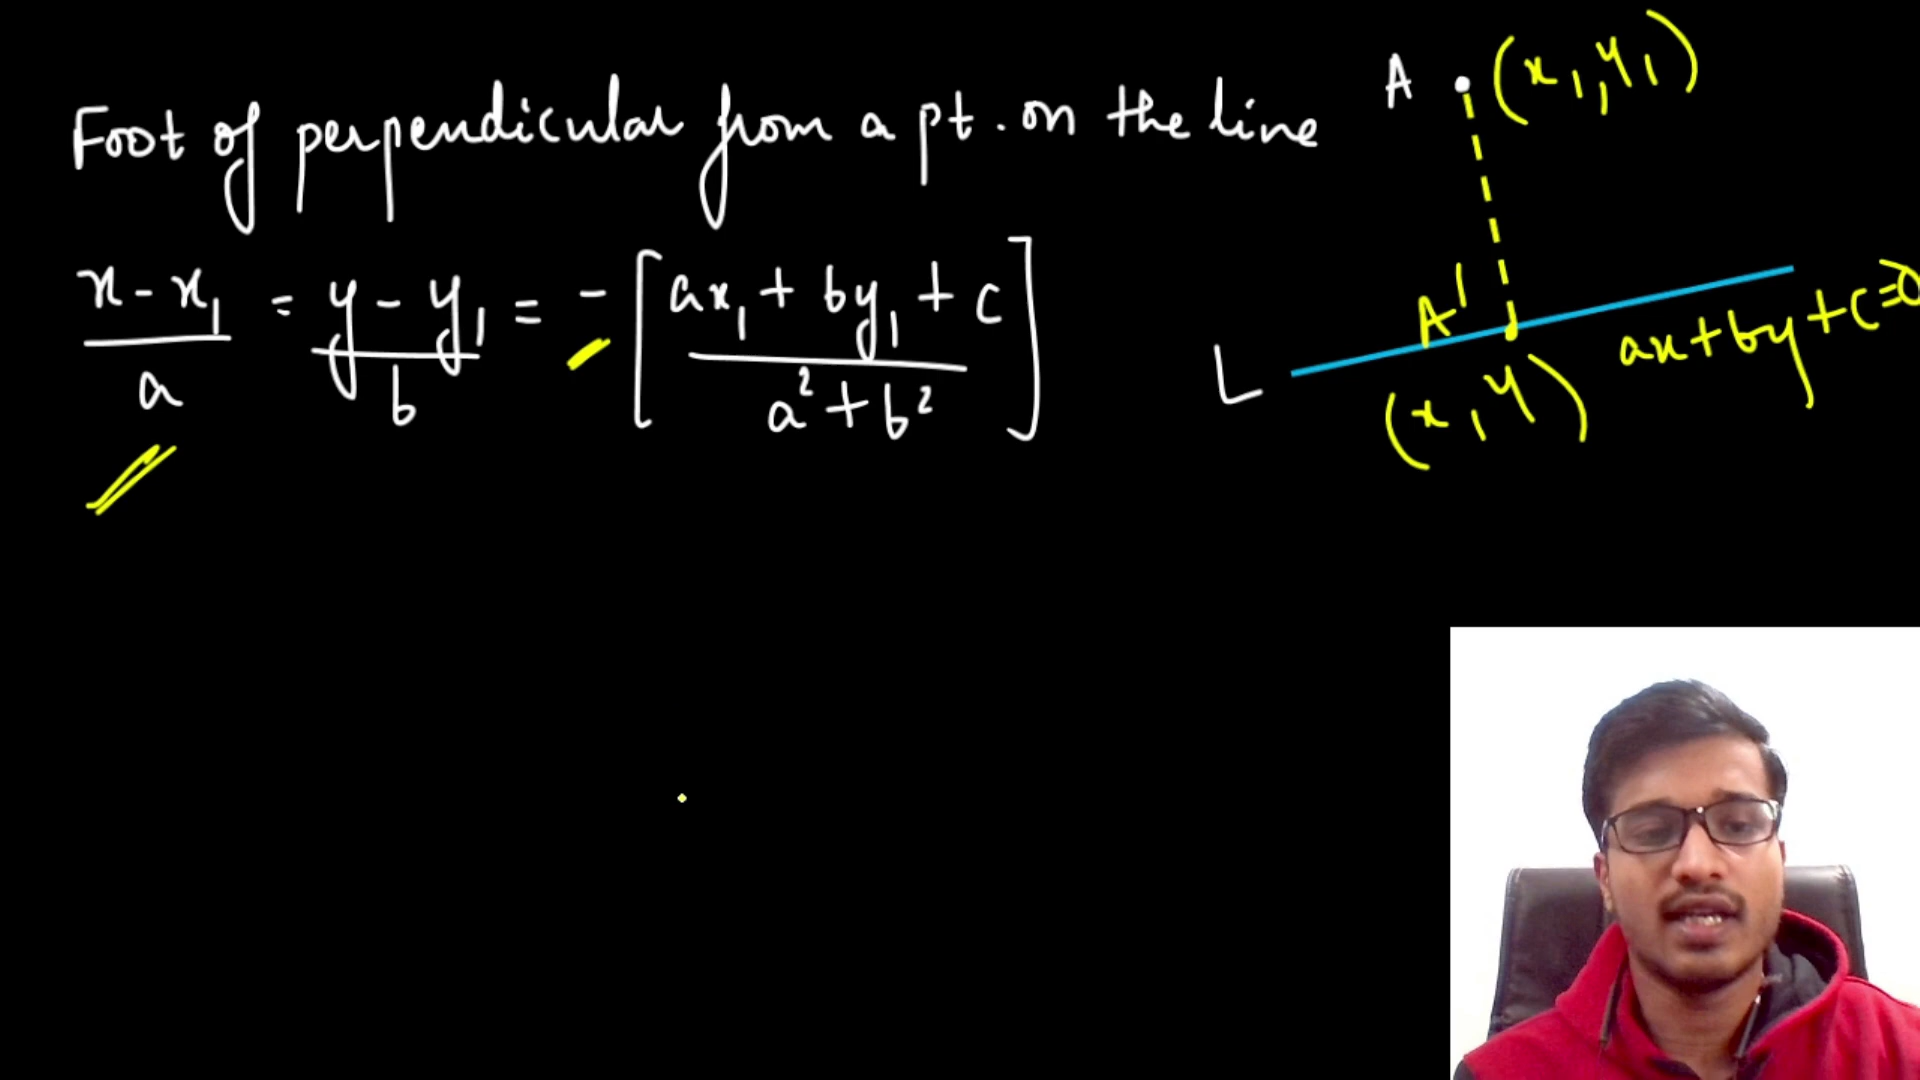 Foot of perpendicular from a pt. on the line
x - x₁ / a = y - y₁ / b = - [ ax₁ + by₁ + c / a² + b² ]
A (x₁, y₁)
A'
L
ax + by + c = 0
(x, y)